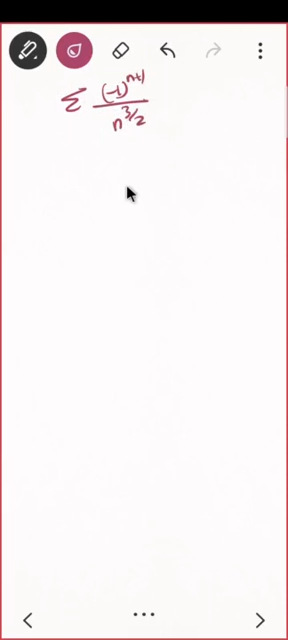 Σ (-1)^{n+1} / n^{3/2}